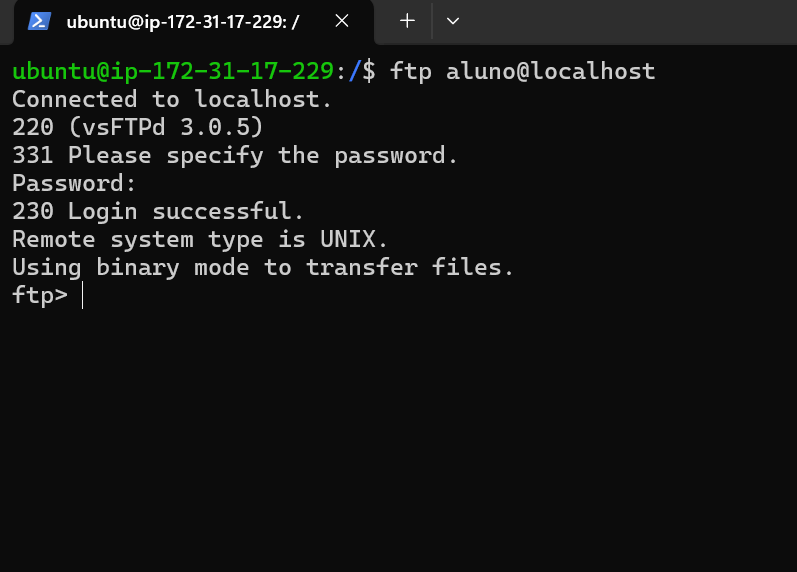 ubuntu@ip-172-31-17-229: /
ubuntu@ip-172-31-17-229:/$ ftp aluno@localhost
Connected to localhost.
220 (vsFTPd 3.0.5)
331 Please specify the password.
Password:
230 Login successful.
Remote system type is UNIX.
Using binary mode to transfer files.
ftp>